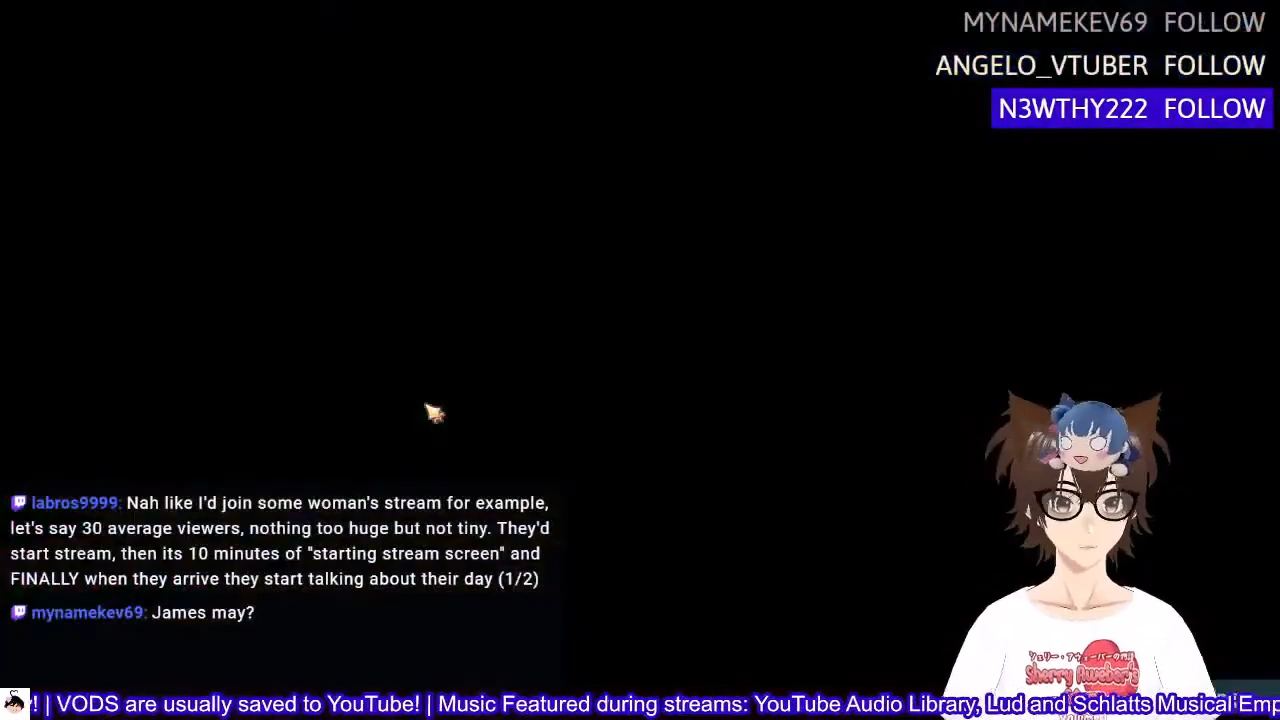 MYNAMEKEV69 FOLLOW
ANGELO_VTUBER FOLLOW
N3WTHY222 FOLLOW
labros9999: Nah like I'd join some woman's stream for example,
let's say 30 average viewers, nothing too huge but not tiny. They'd
start stream, then its 10 minutes of "starting stream screen" and
FINALLY when they arrive they start talking about their day (1/2)
mynamekev69: James may?
Sherry Aweber's
! | VODS are usually saved to YouTube! | Music Featured during streams: YouTube Audio Library, Lud and Schlatts Musical Emp